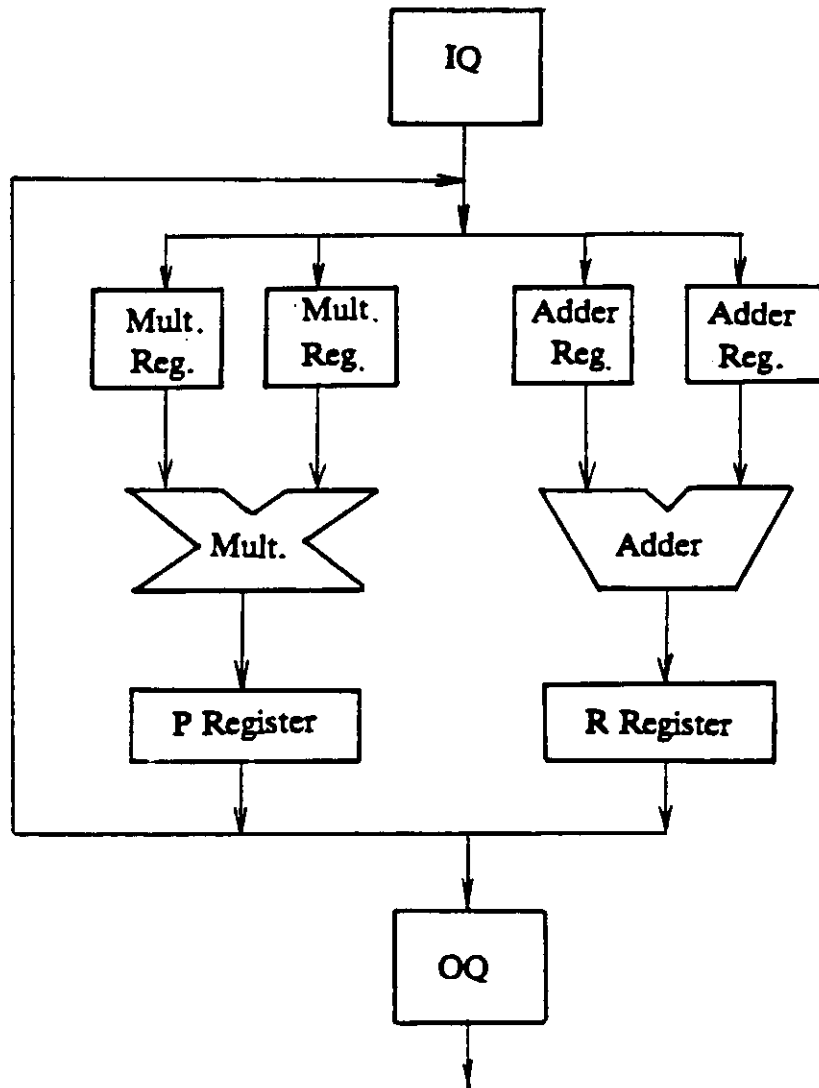 IQ
Mult.
Reg.
Mult.
Reg.
Adder
Reg.
Adder
Reg.
Mult.
Adder
P Register
R Register
OQ